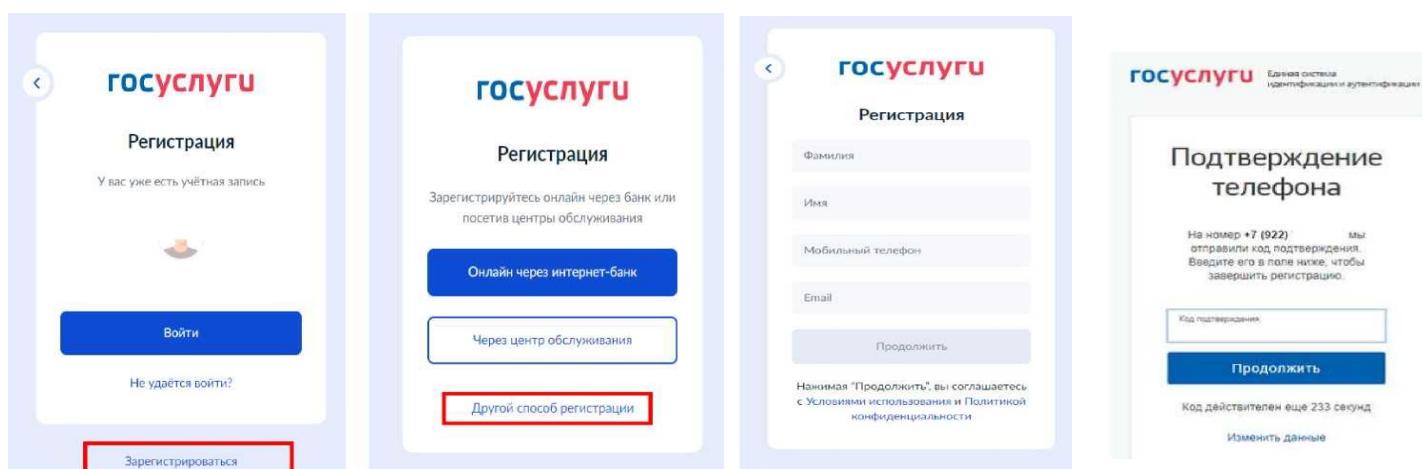 госуслуги
Регистрация
У вас уже есть учётная запись
Войти
Не удаётся войти?
Зарегистрироваться
госуслуги
Регистрация
Зарегистрируйтесь онлайн через банк или
посетив центры обслуживания
Онлайн через интернет-банк
Через центр обслуживания
Другой способ регистрации
госуслуги
Регистрация
Фамилия
Имя
Мобильный телефон
Email
Продолжить
Нажимая "Продолжить", вы соглашаетесь
с Условиями использования и Политикой
конфиденциальности
госуслуги
Единая система
идентификации и аутентификации
Подтверждение
телефона
На номер +7 (922) мы
отправили код подтверждения.
Введите его в поле ниже, чтобы
завершить регистрацию.
Код подтверждения
Продолжить
Код действителен еще 233 секунд
Изменить данные